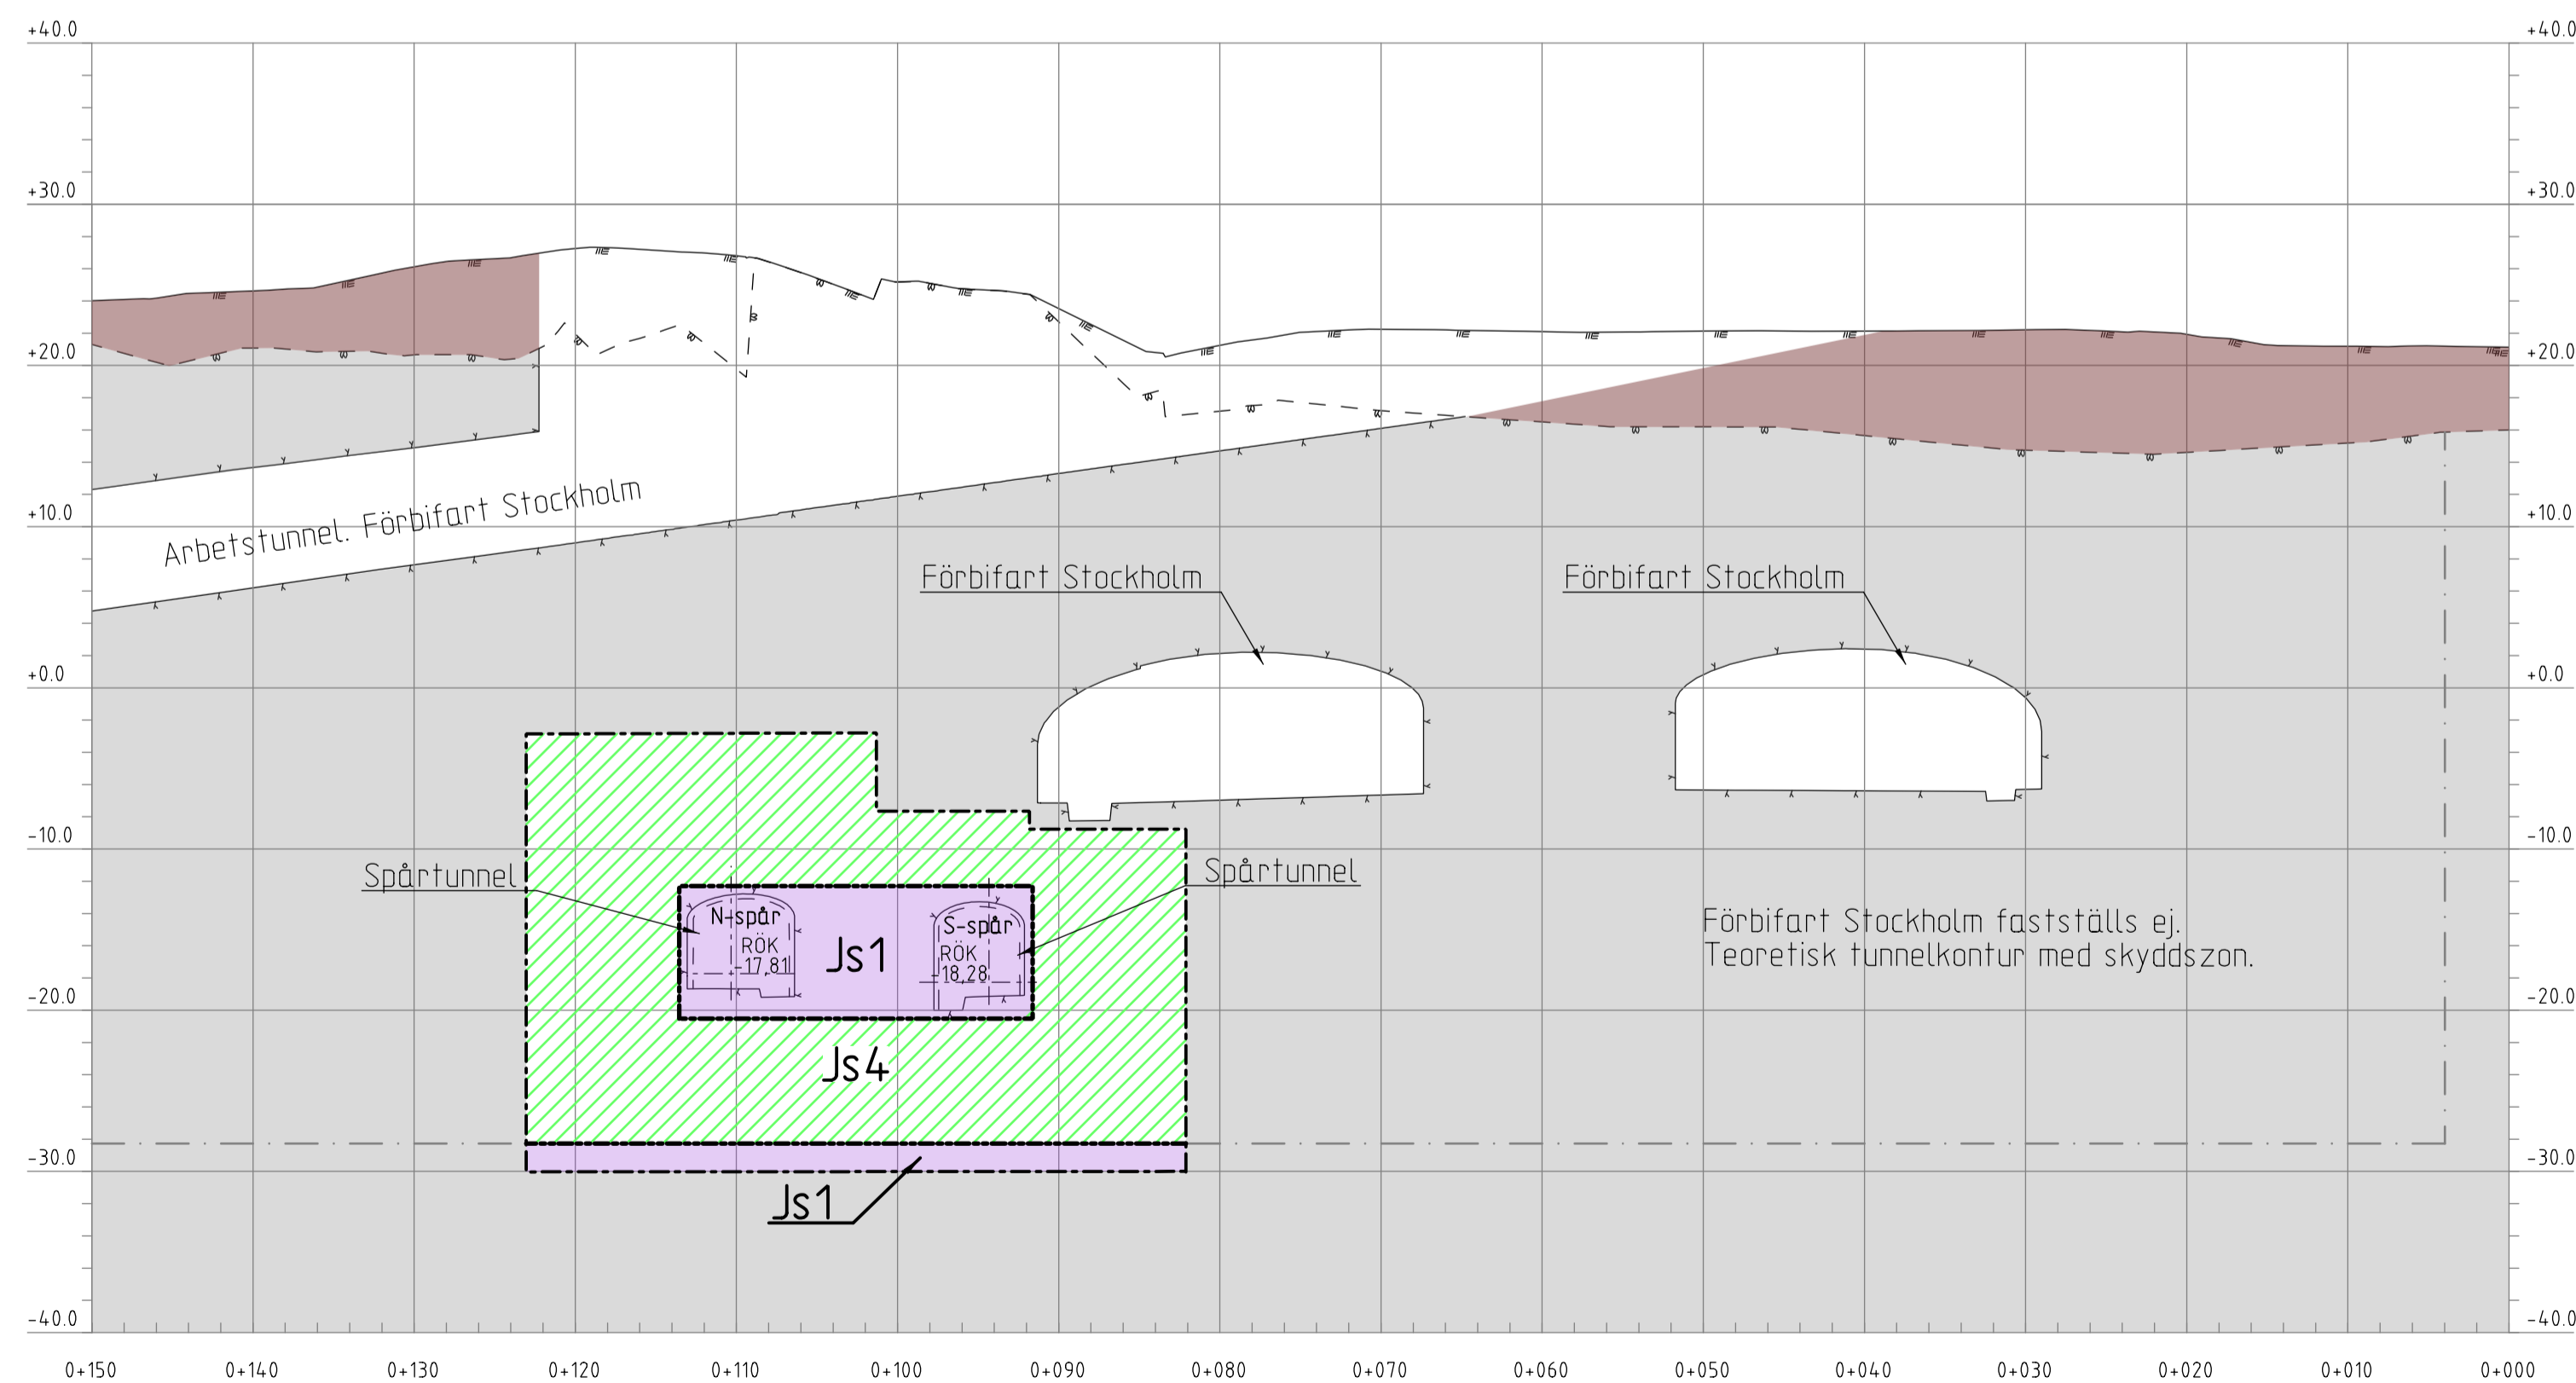 +40.0 +40.0
+30.0 +30.0
+20.0 +20.0
Arbetstunnel. Förbifart Stockholm
+10.0 +10.0
Förbifart Stockholm Förbifart Stockholm
+0.0 +0.0
-10.0 -10.0
Spårtunnel Spårtunnel
N-spår S-spår
RÖK
-17,81
Js1
RÖK
-18,28
Förbifart Stockholm fastställs ej.
Teoretisk tunnelkontur med skyddszon.
-20.0 -20.0
Js4
-30.0 -30.0
Js1
-40.0 -40.0
0+150 0+140 0+130 0+120 0+110 0+100 0+090 0+080 0+070 0+060 0+050 0+040 0+030 0+020 0+010 0+000